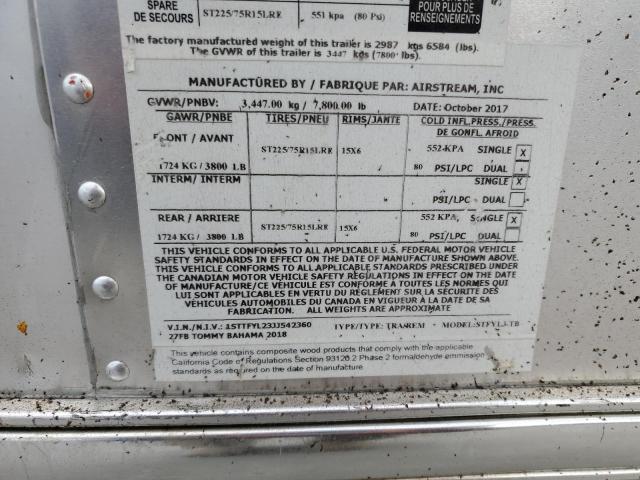 SPARE
DE SECOURS ST225/75R15LRE 551 kpa (80 Psi)
POUR PLUS DE
RENSEIGNEMENTS
The factory manufactured weight of this trailer is 2987 kgs 6584 (lbs).
The GVWR of this trailer is 3447 kgs (7800 lbs).
MANUFACTURED BY / FABRIQUE PAR: AIRSTREAM, INC
GVWR/PNBV: 3,447.00 kg / 7,800.00 lb DATE: October 2017
GAWR/PNBE TIRES/PNEU RIMS/JANTE COLD INFL.PRESS./PRESS.
DE GONFL. AFROID
FRONT / AVANT ST225/75R15LRE 15X6 552-KPA SINGLE X
1724 KG / 3800 LB 80 PSI/LPC DUAL
INTERM/ INTERM SINGLE X
PSI/LPC DUAL
REAR / ARRIERE ST225/75R15LRE 15X6 552 KPA, SINGLE X
1724 KG / 3800 LB 80 PSI/LPC DUAL
THIS VEHICLE CONFORMS TO ALL APPLICABLE U.S. FEDERAL MOTOR VEHICLE
SAFETY STANDARDS IN EFFECT ON THE DATE OF MANUFACTURE SHOWN ABOVE.
THIS VEHICLE CONFORMS TO ALL APPLICABLE STANDARDS PRESCRIBED UNDER
THE CANADIAN MOTOR VEHICLE SAFETY REGULATIONS IN EFFECT ON THE DATE
OF MANUFACTURE/CE VEHICULE EST CONFORME A TOUTES LES NORMES QUI
LUI SONT APPLICABLES EN VERTU DU REGLEMENT SUR LA SECURITE DES
VEHICULES AUTOMOBILES DU CANADA EN VIGUEUR À LA DATE DE SA
FABRICATION. ALL WEIGHTS ARE APPROXIMATE
V.I.N./N.I.V.: 1STTFYL23JJ542360 TYPE/TYPE: TRA/REM MODEL:
27FB TOMMY BAHAMA 2018
This product contains composite wood products that comply with the
California Code of Regulations Section 93120.2 Phase 2 formaldehyde emmission
standards as required on the date of manufacture.